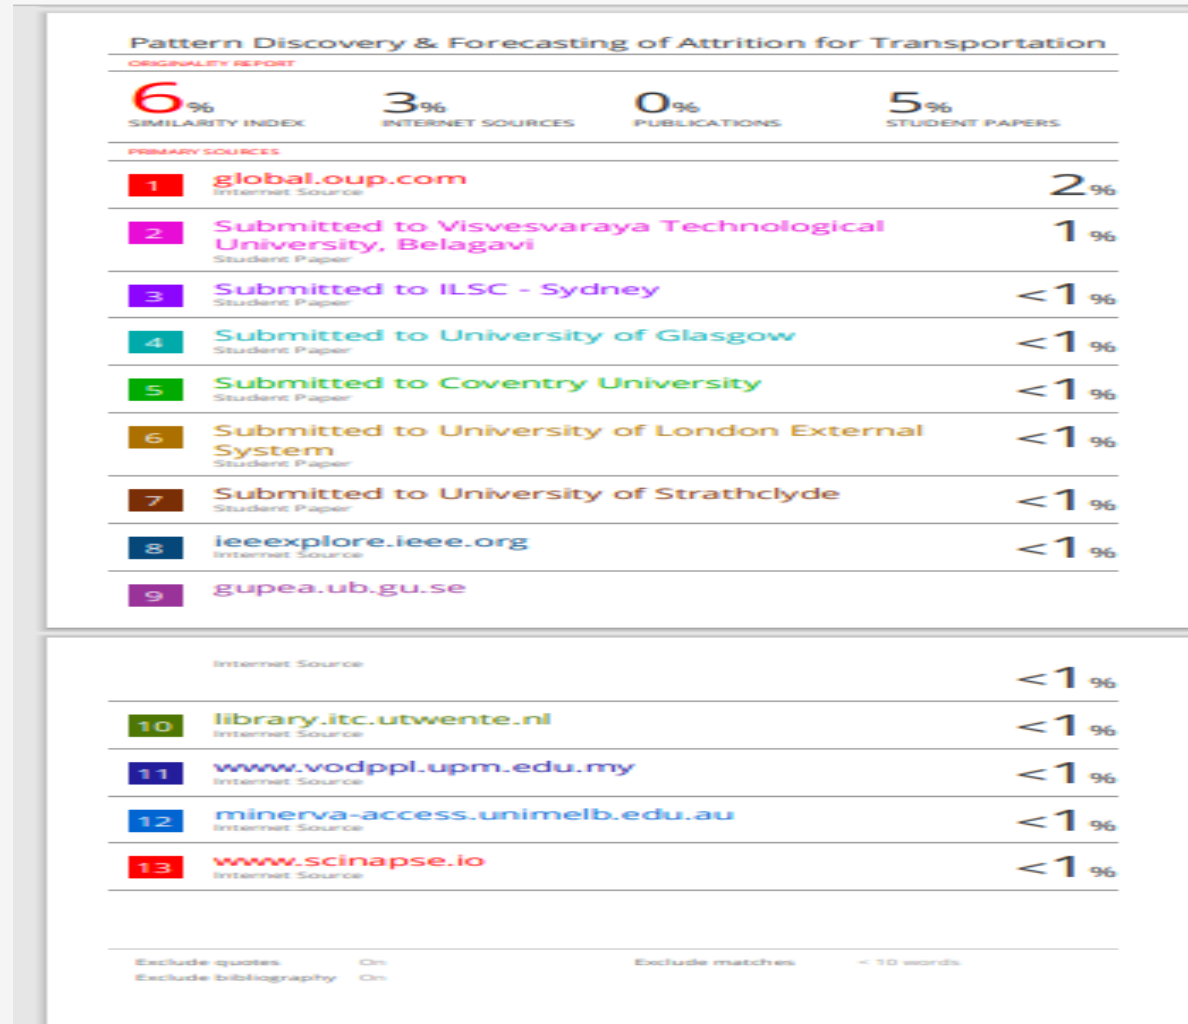 Pattern Discovery & Forecasting of Attrition for Transportation
ORIGINALITY REPORT
6% 3% 0% 5%
SIMILARITY INDEX INTERNET SOURCES PUBLICATIONS STUDENT PAPERS
PRIMARY SOURCES
1 global.oup.com 2%
Internet Source
2 Submitted to Visvesvaraya Technological 1%
University, Belagavi
Student Paper
3 Submitted to ILSC - Sydney <1%
Student Paper
4 Submitted to University of Glasgow <1%
Student Paper
5 Submitted to Coventry University <1%
Student Paper
6 Submitted to University of London External <1%
System
Student Paper
7 Submitted to University of Strathclyde <1%
Student Paper
8 ieeexplore.ieee.org <1%
Internet Source
9 gupea.ub.gu.se
Internet Source <1%
10 library.itc.utwente.nl <1%
Internet Source
11 www.vodppl.upm.edu.my <1%
Internet Source
12 minerva-access.unimelb.edu.au <1%
Internet Source
13 www.scinapse.io <1%
Internet Source
Exclude quotes On Exclude matches < 10 words
Exclude bibliography On